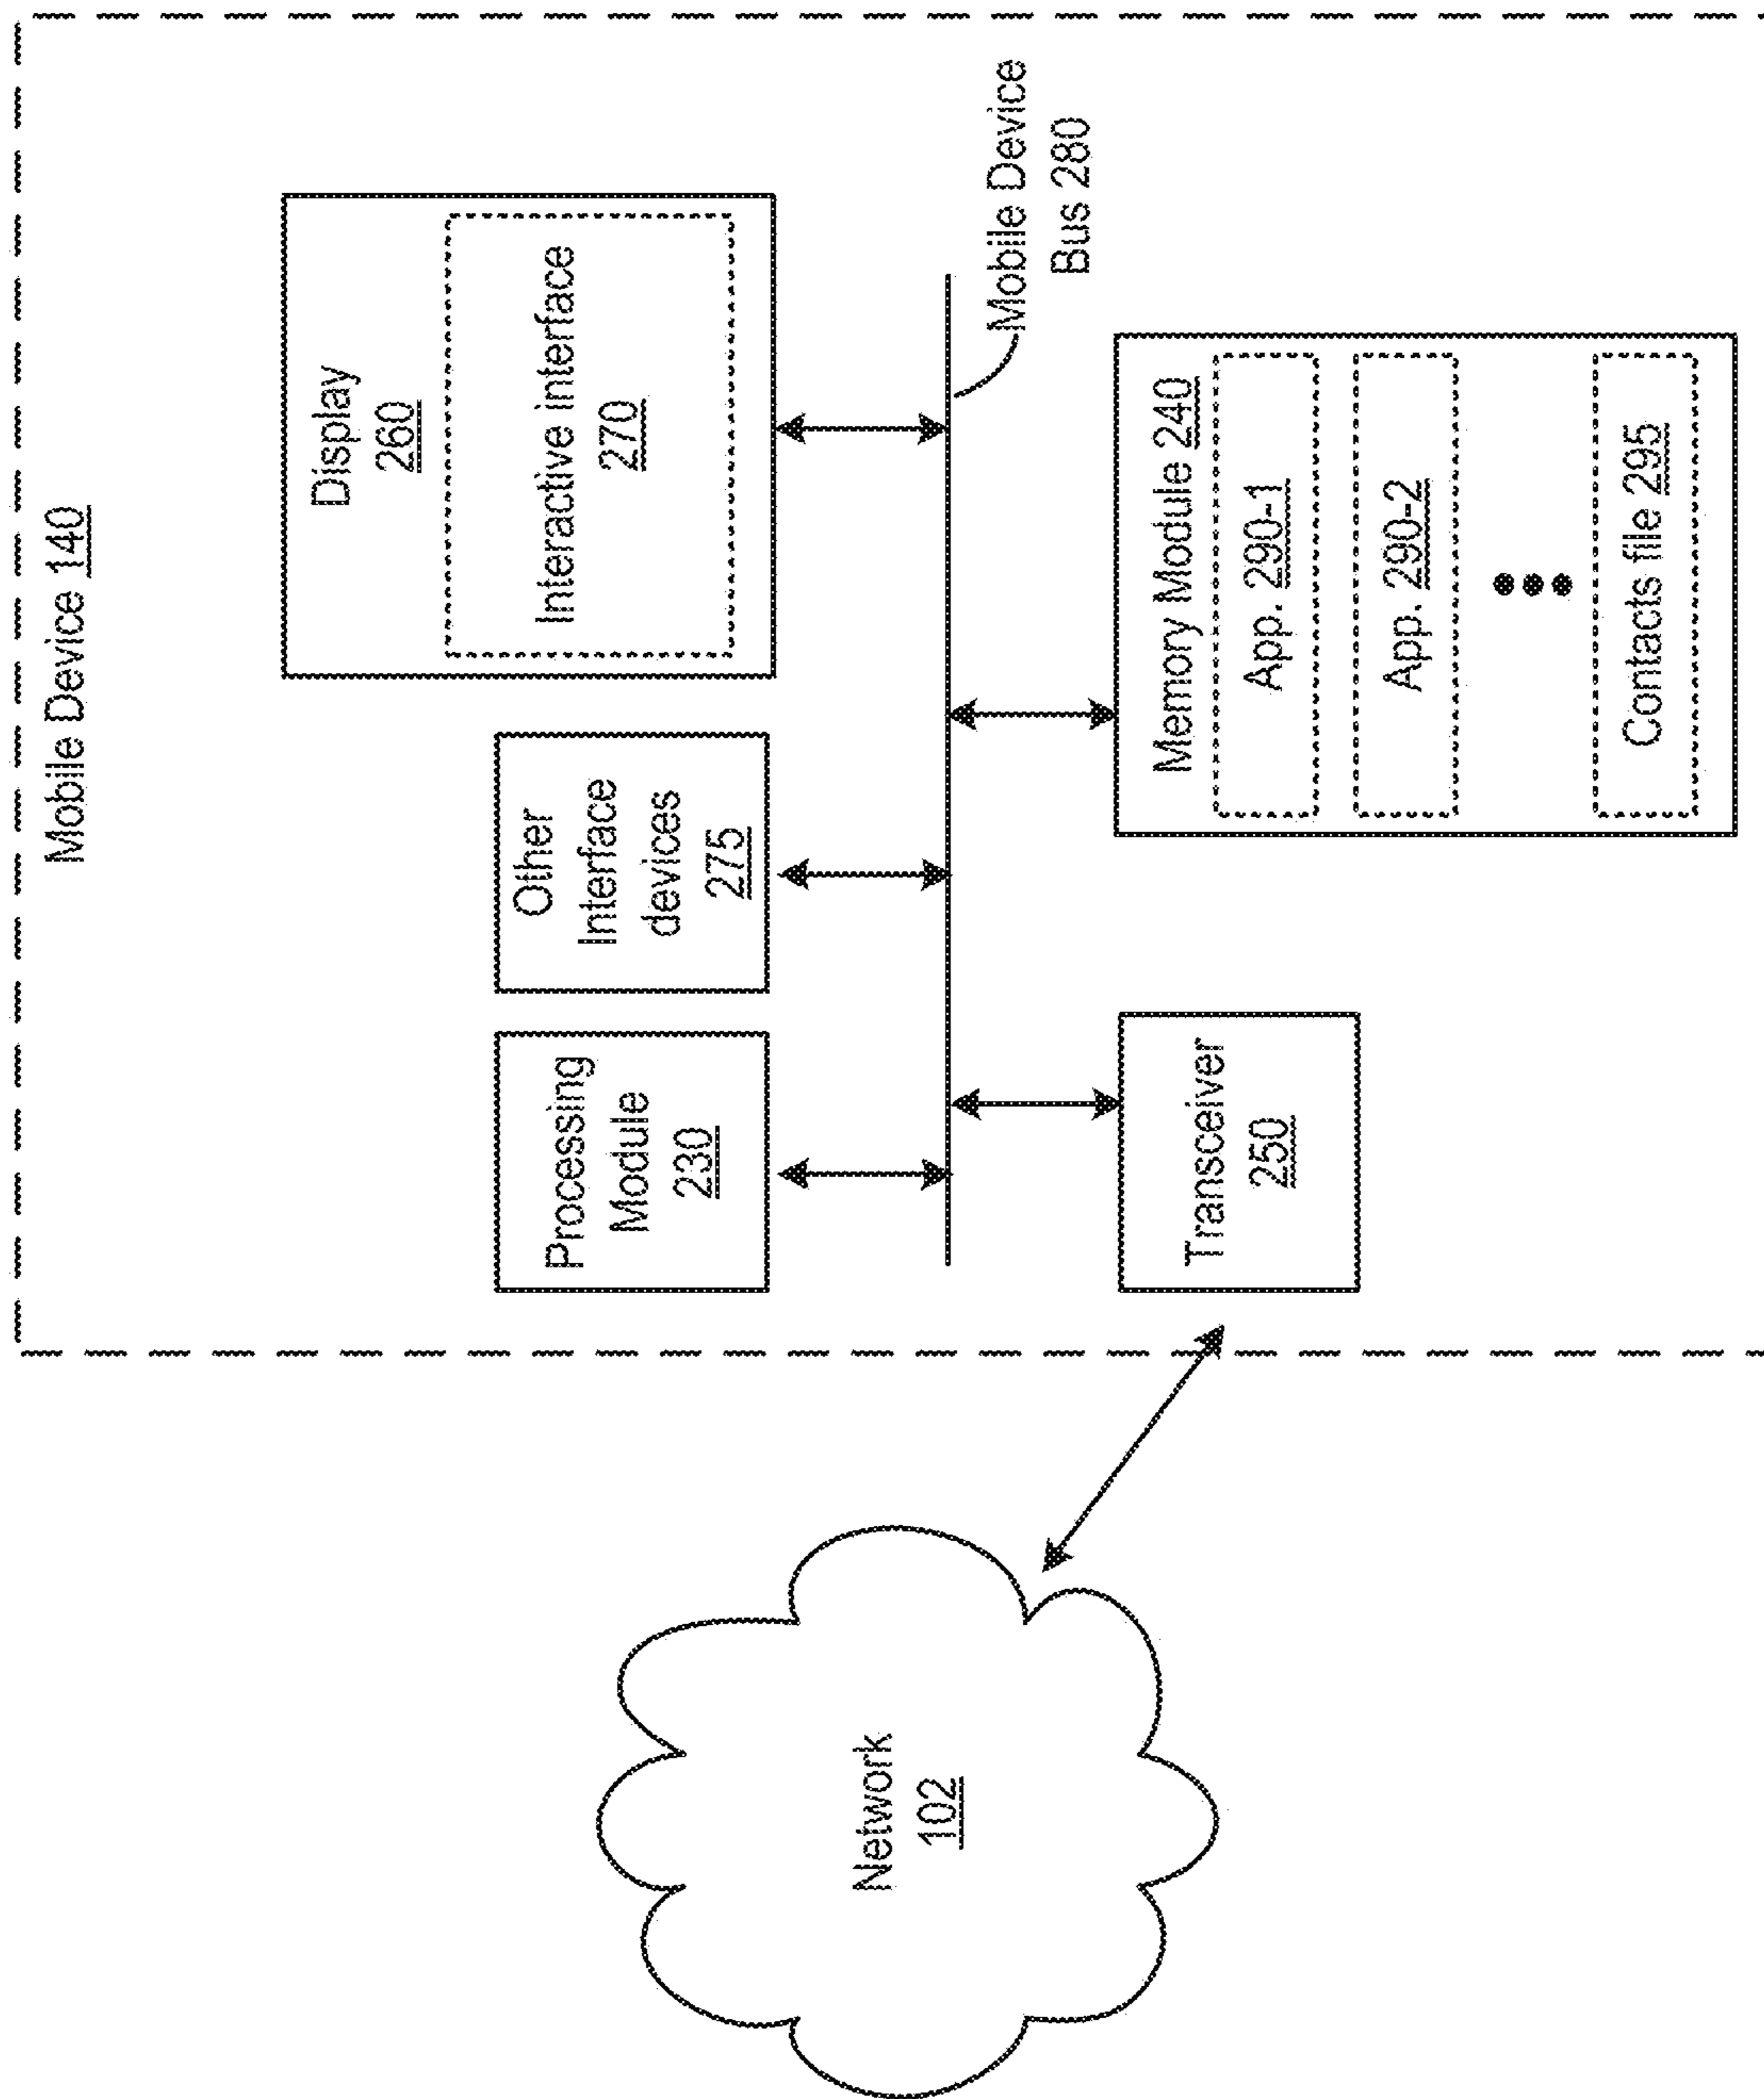 Mobile Device 140
Processing
Module
230
Other
Interface
devices
275
Display
260
Interactive interface
270
Mobile Device
Bus 280
Network
102
Transceiver
250
Memory Module 240
App. 290-1
App. 290-2
Contacts file 295